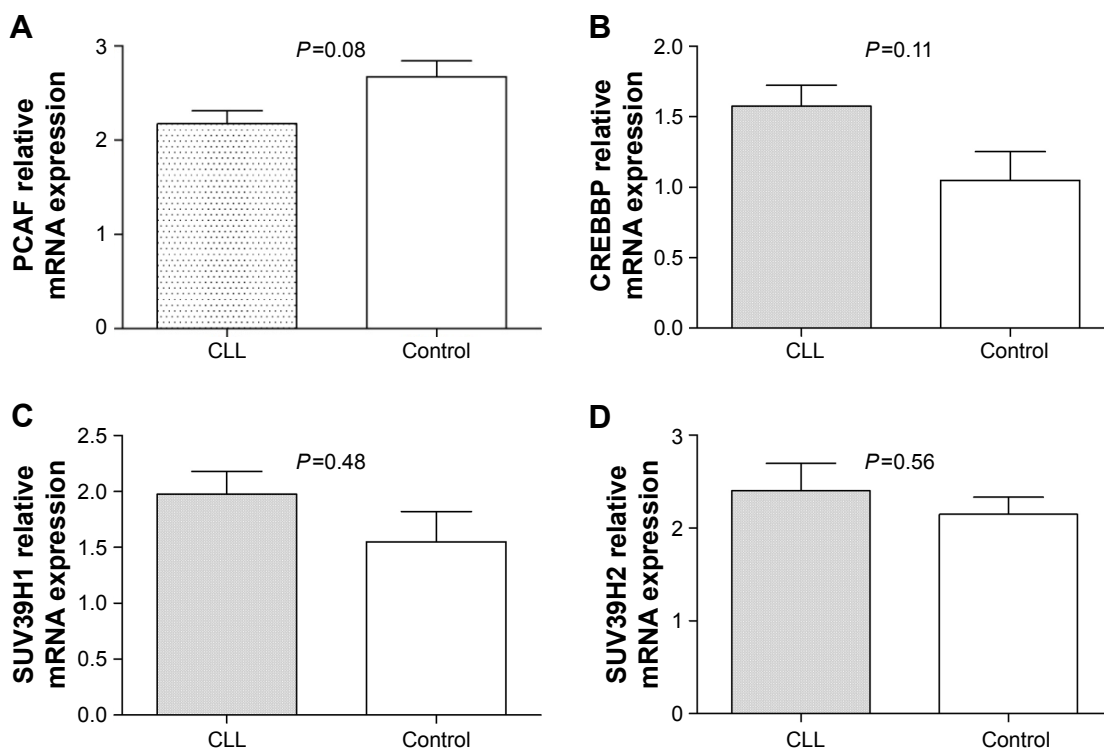 A
PCAF relative
mRNA expression
3
2
1
0
P=0.08
CLL
Control
B
CREBBP relative
mRNA expression
2.0
1.5
1.0
0.5
0.0
P=0.11
CLL
Control
C
SUV39H1 relative
mRNA expression
2.5
2.0
1.5
1.0
0.5
0.0
P=0.48
CLL
Control
D
SUV39H2 relative
mRNA expression
3
2
1
0
P=0.56
CLL
Control